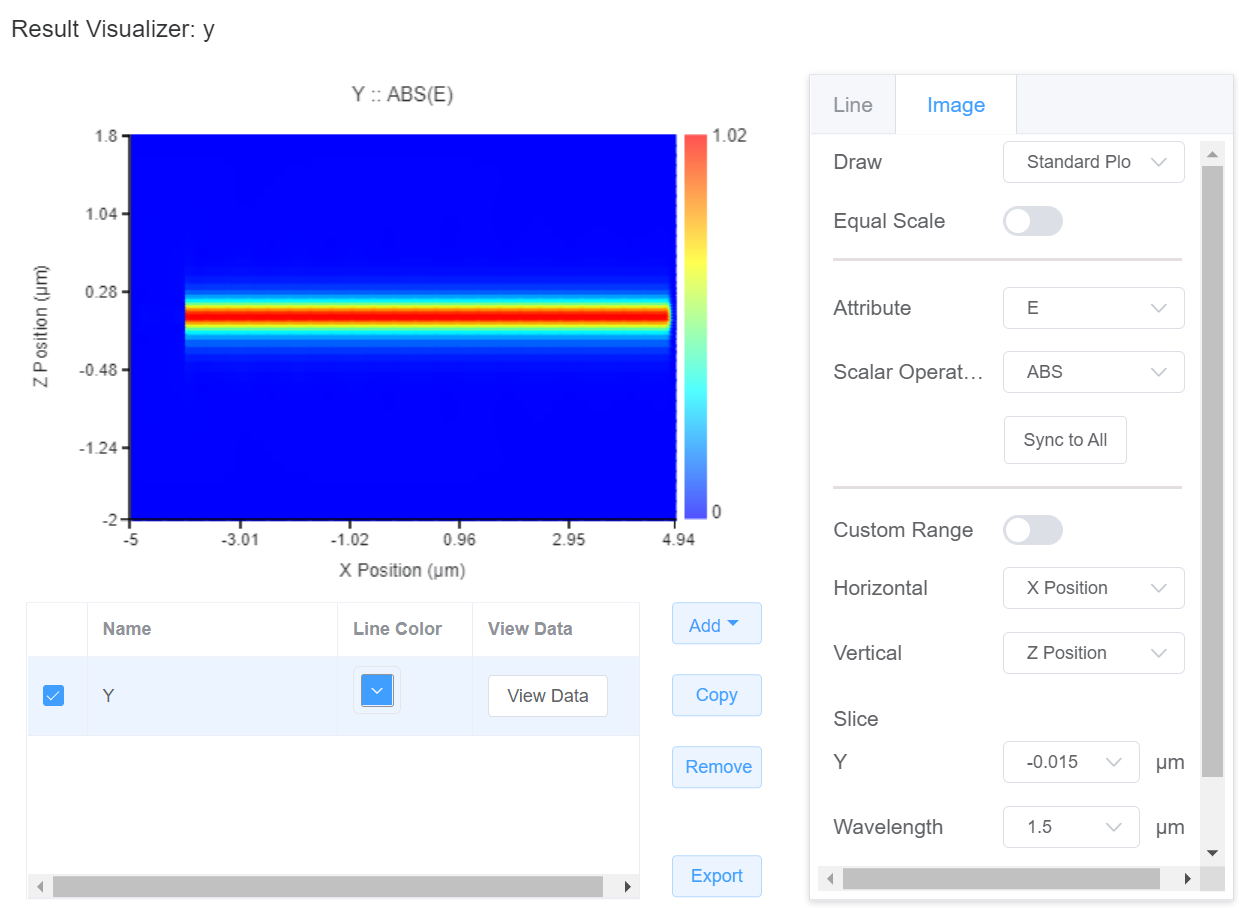 Result Visualizer: y
Y :: ABS(E)
1.8
1.04
0.28
-0.48
-1.24
-2
Z Position (µm)
-5 -3.01 -1.02 0.96 2.95 4.94
X Position (µm)
1.02
0
Name Line Color View Data
Y View Data
Add
Copy
Remove
Export
Line Image
Draw Standard Plo
Equal Scale
Attribute E
Scalar Operat... ABS
Sync to All
Custom Range
Horizontal X Position
Vertical Z Position
Slice
Y -0.015 µm
Wavelength 1.5 µm